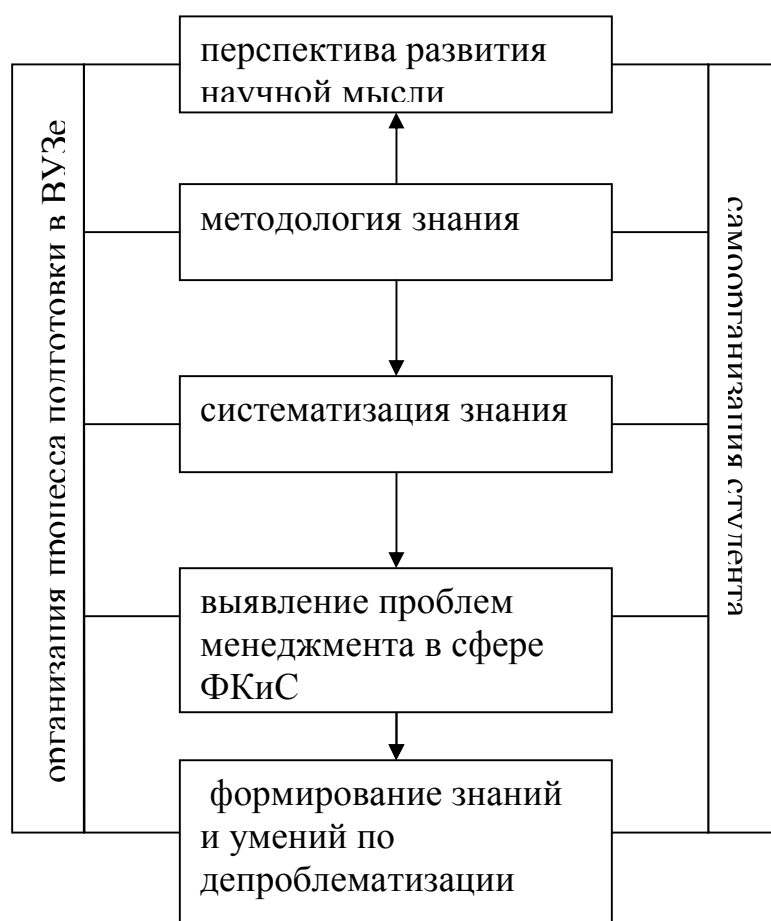 перспектива развития
научной мысли
методология знания
систематизация знания
выявление проблем
менеджмента в сфере
ФКиС
формирование знаний
и умений по
депроблематизации
организация процесса подготовки в ВУЗе
самоорганизация студента